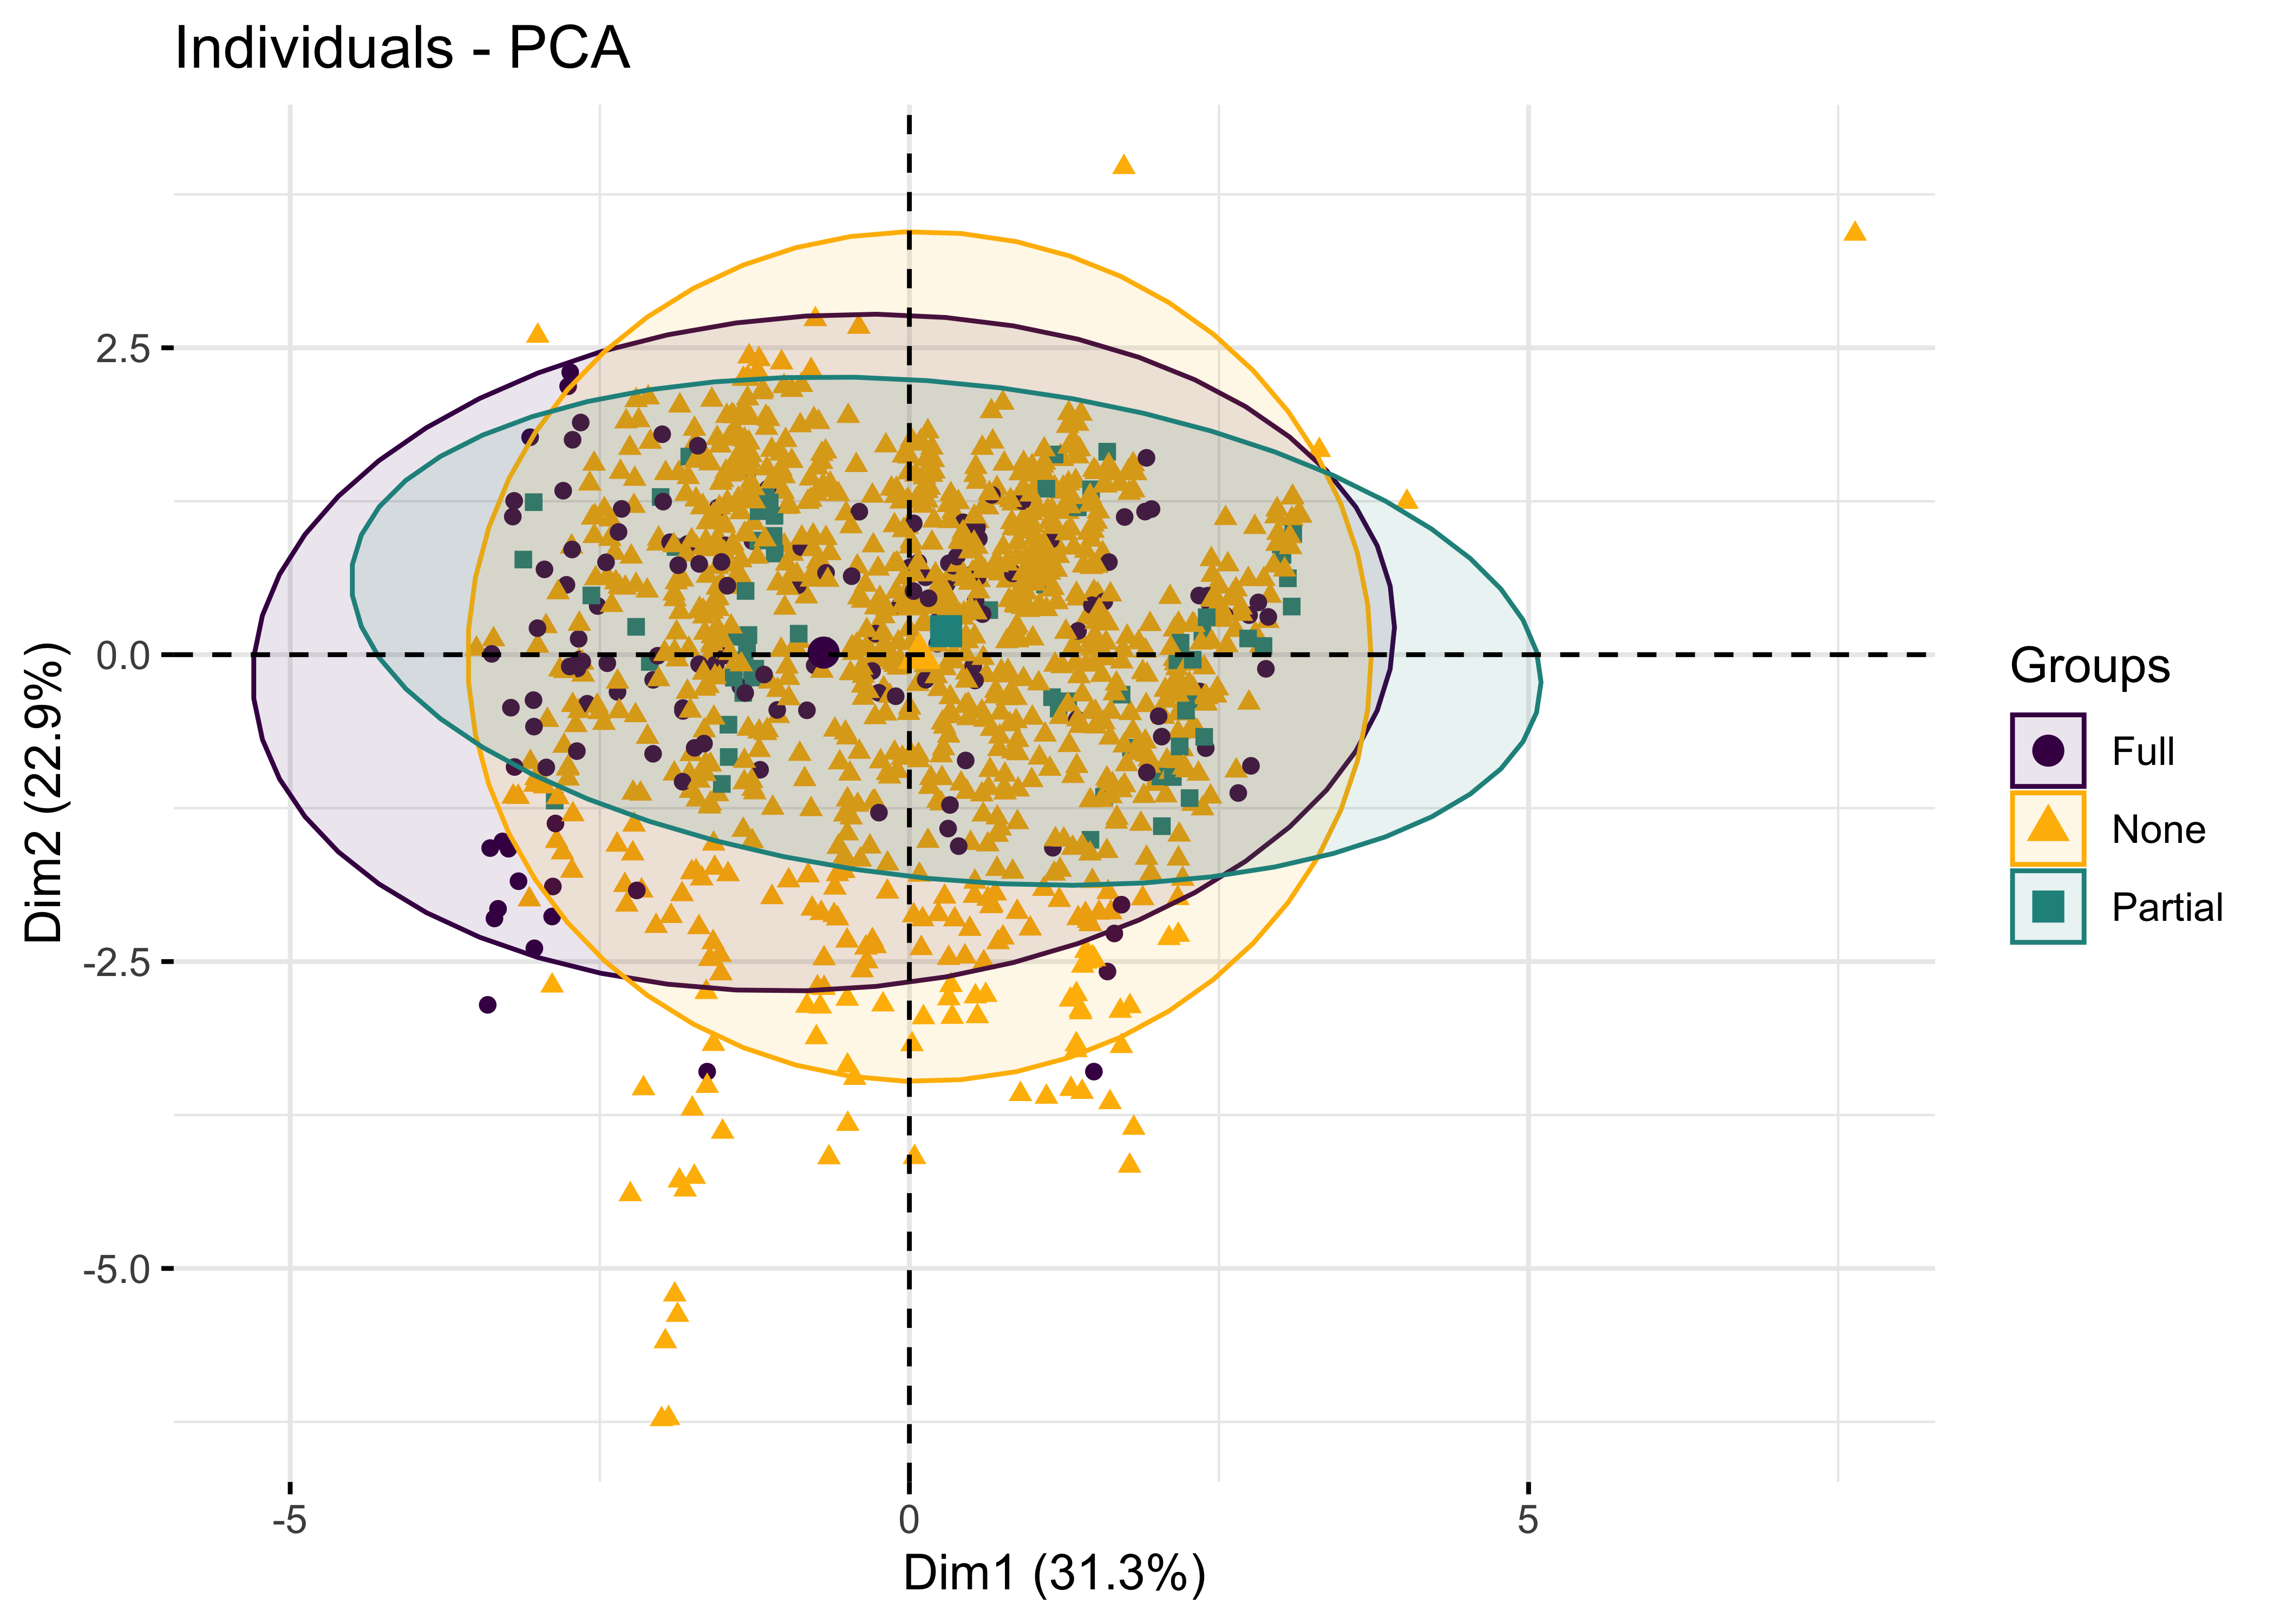 Individuals - PCA
2.5
0.0
-2.5
-5.0
Dim2 (22.9%)
-5
0
5
Dim1 (31.3%)
Groups
Full
None
Partial